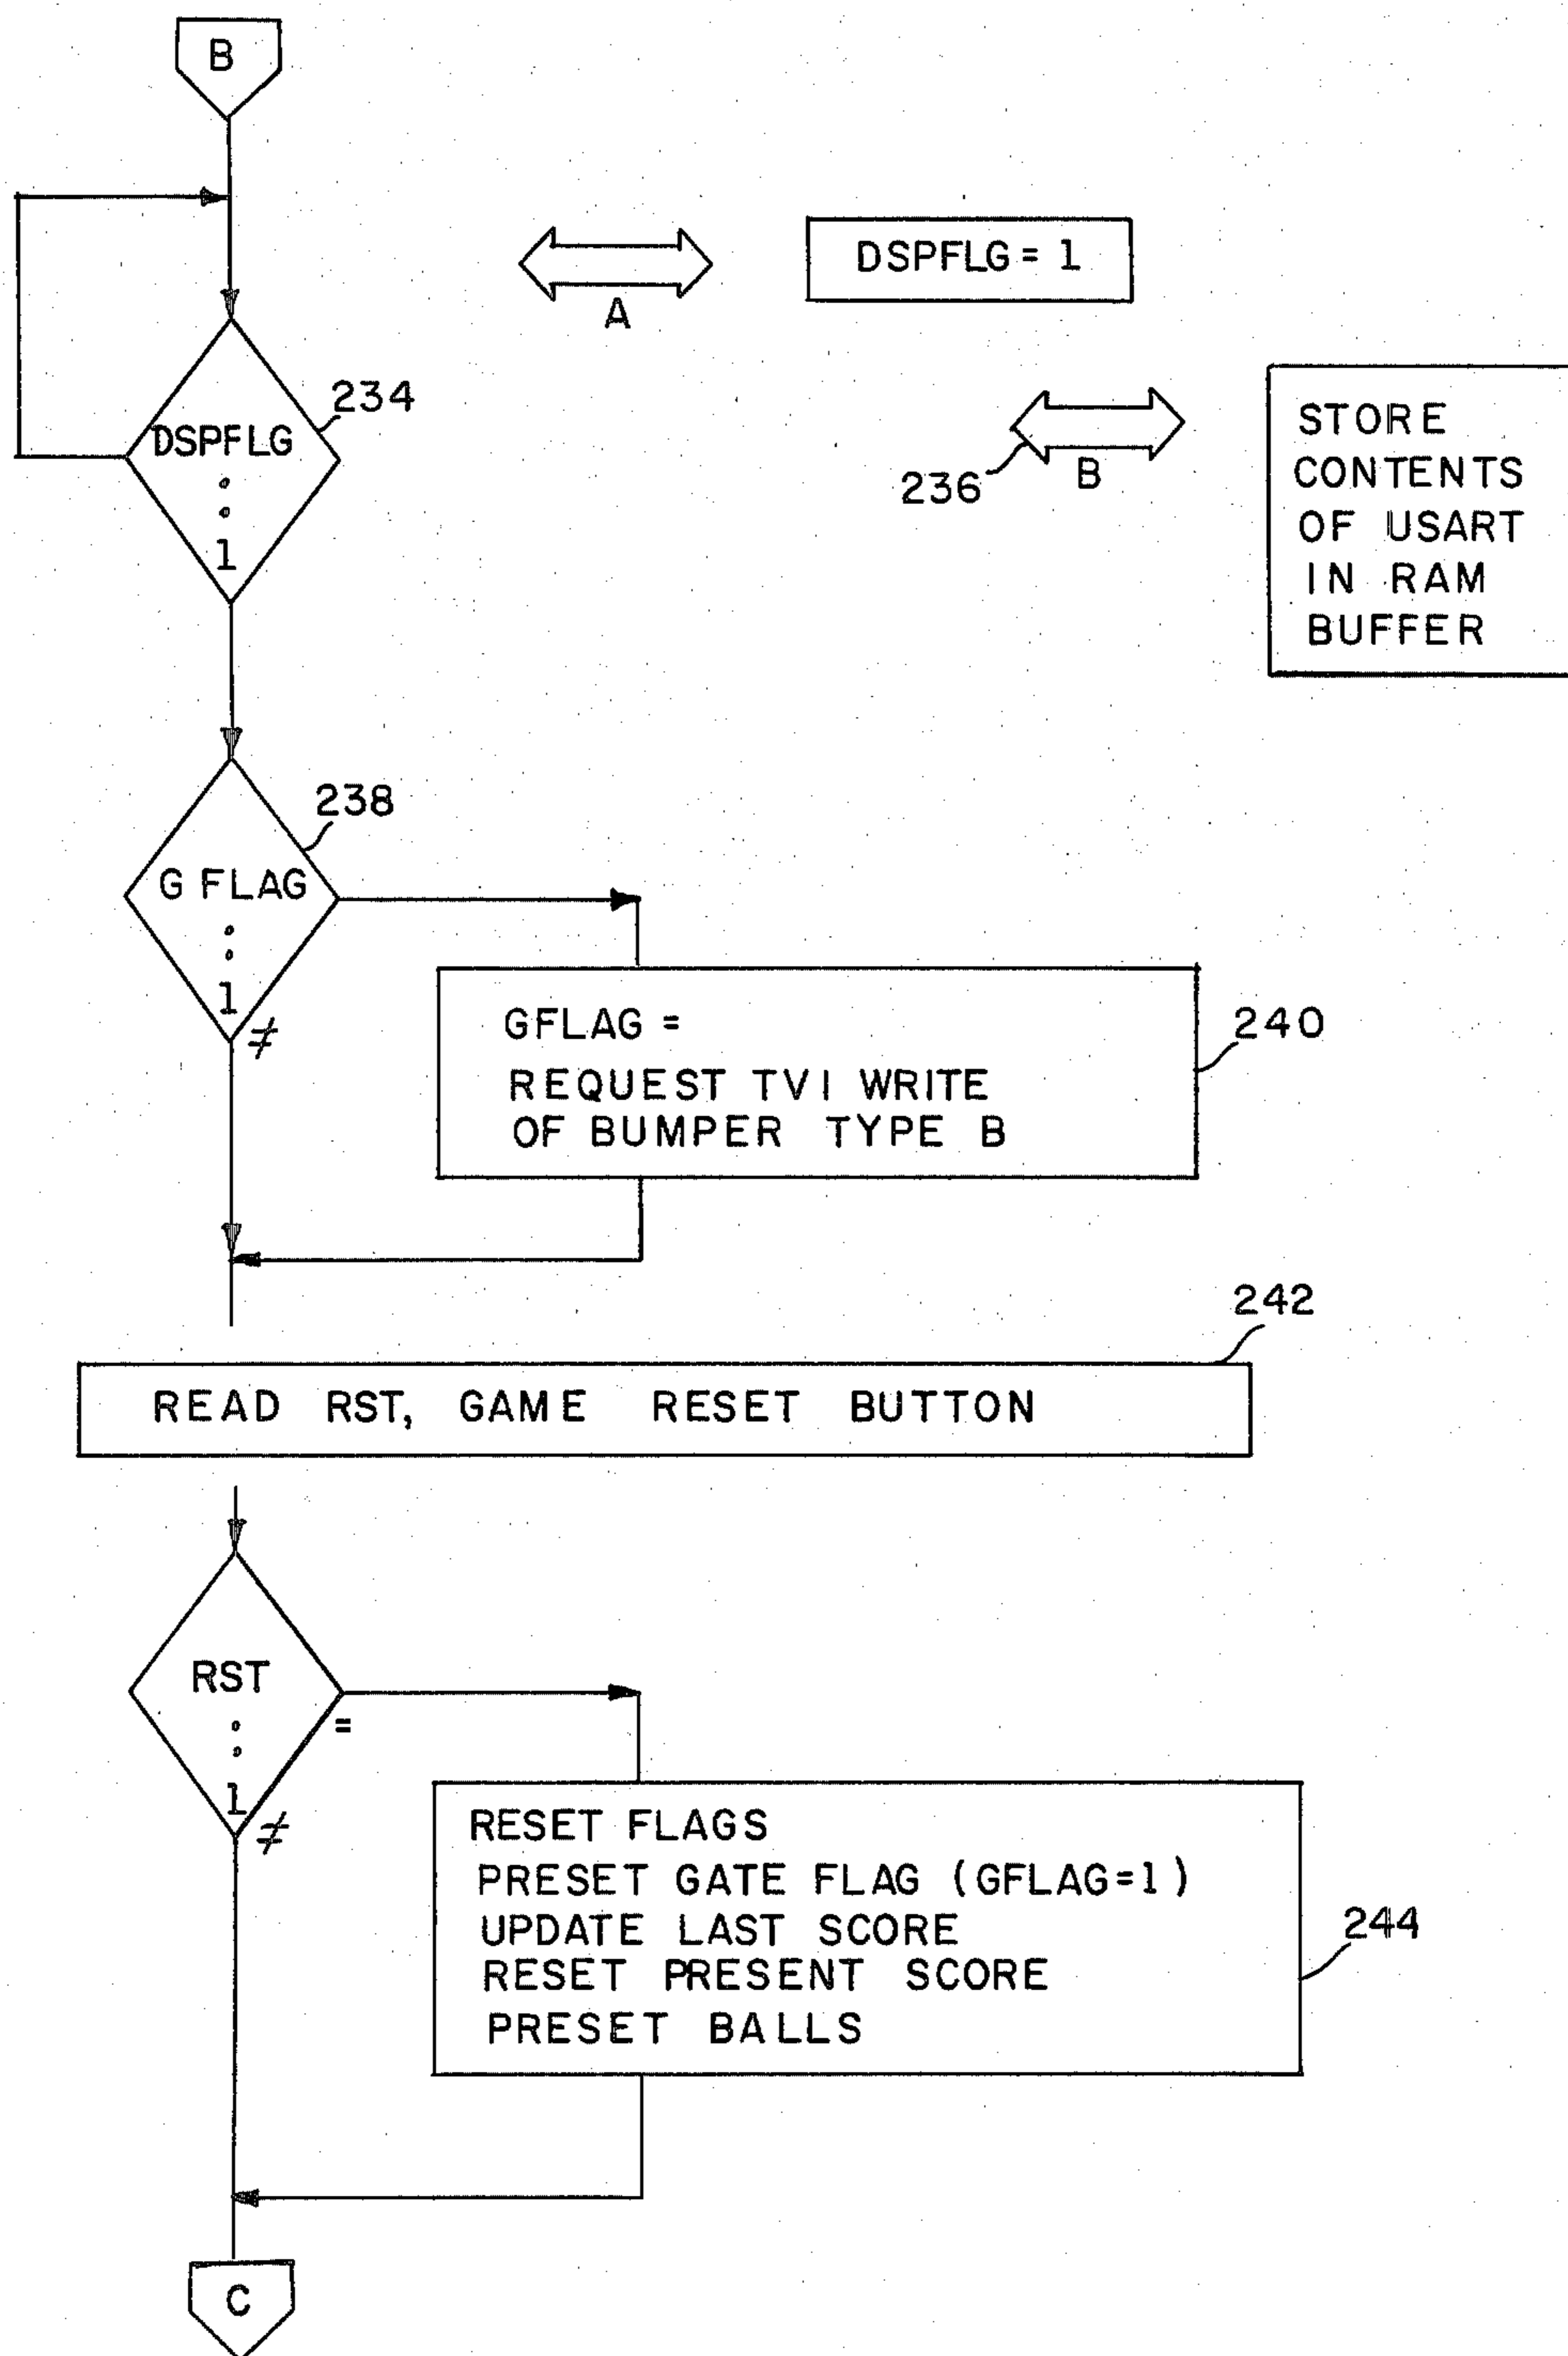 B
DSPFLG = 1
A
234
DSPFLG
:
1
236
B
STORE
CONTENTS
OF USART
IN RAM
BUFFER
238
G FLAG
:
1
≠
GFLAG =
REQUEST TVI WRITE
OF BUMPER TYPE B
240
242
READ RST, GAME RESET BUTTON
RST
:
1
=
≠
RESET FLAGS
PRESET GATE FLAG (GFLAG=1)
UPDATE LAST SCORE
RESET PRESENT SCORE
PRESET BALLS
244
C